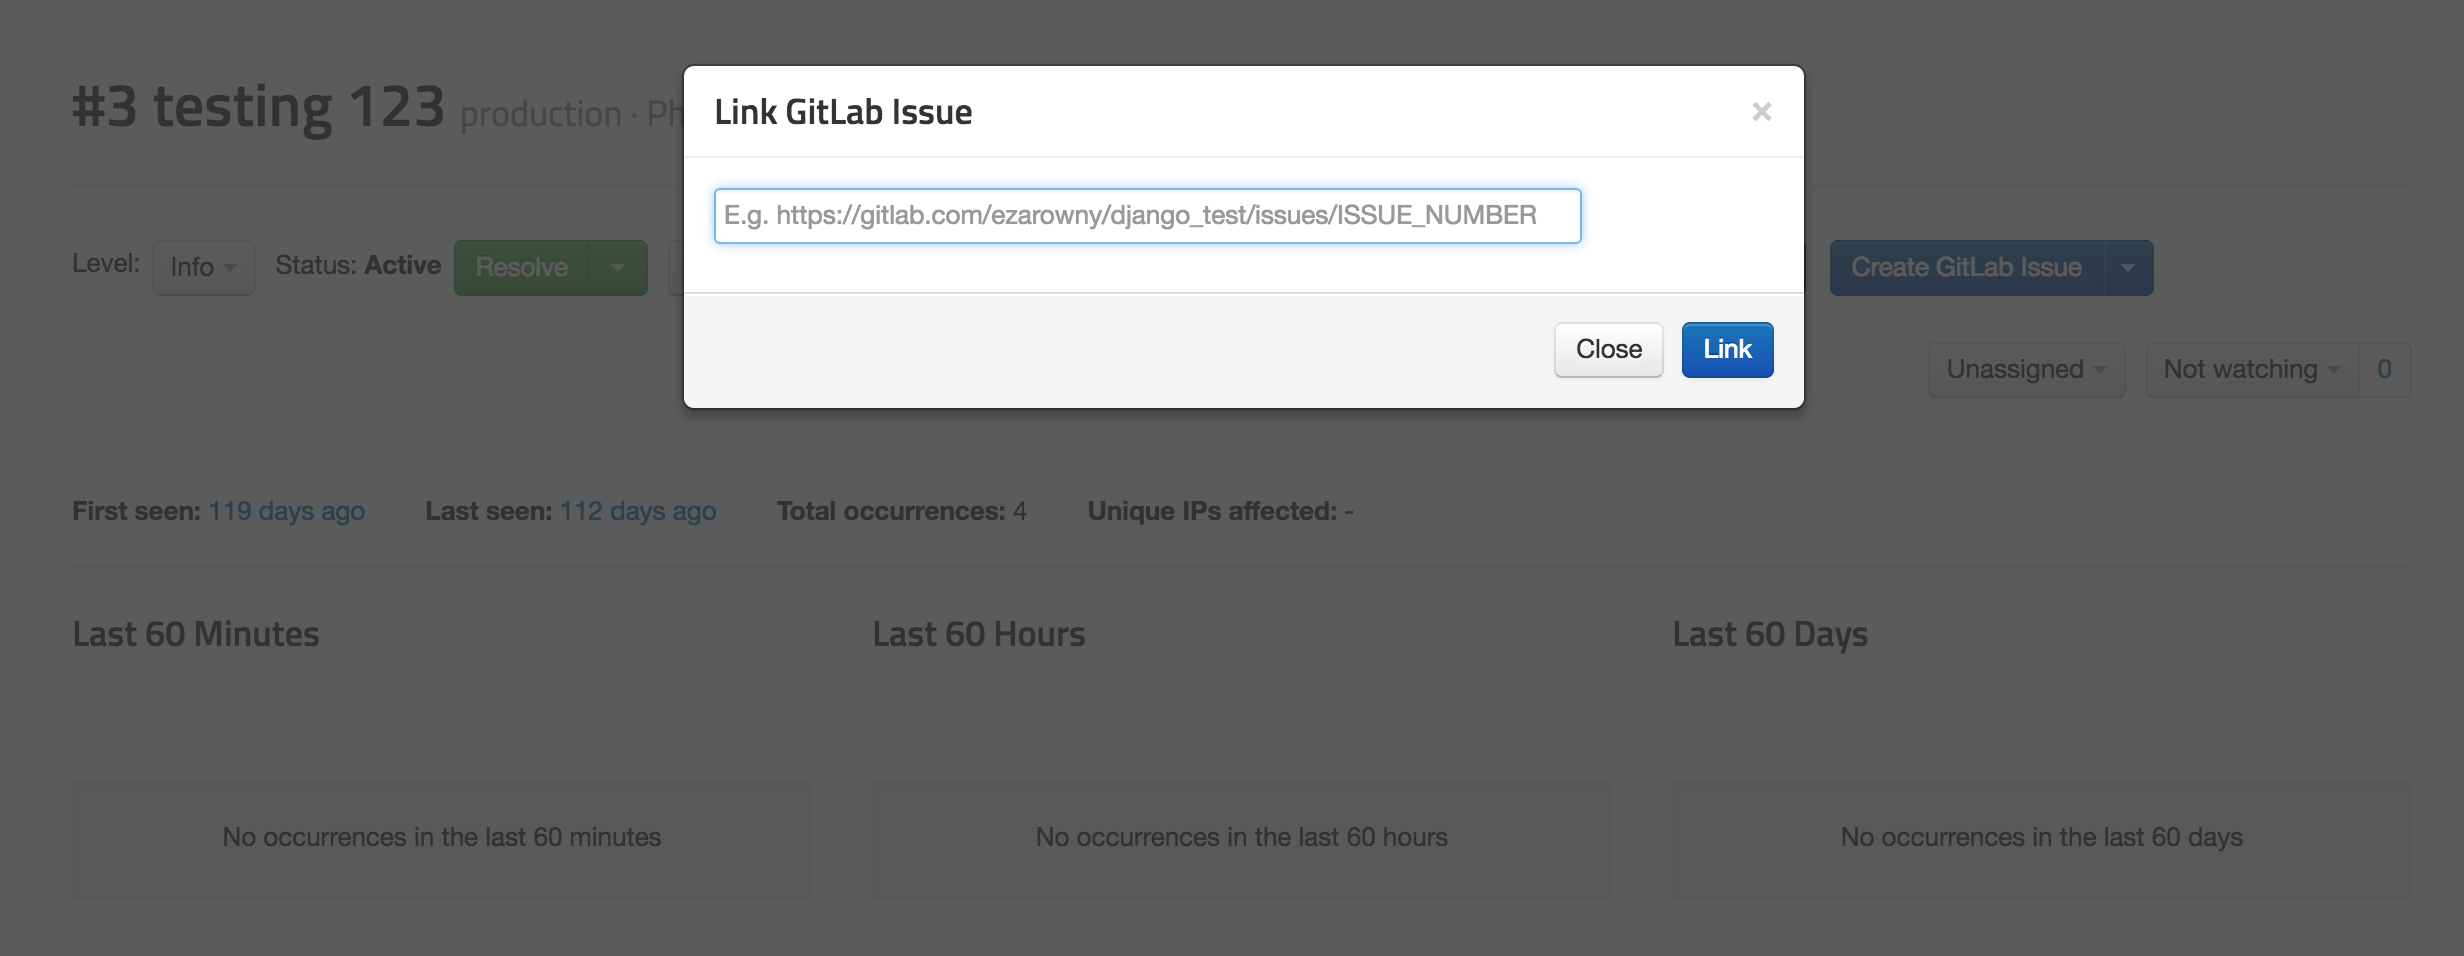 #3 testing 123 production · Ph
Link GitLab Issue ×
E.g. https://gitlab.com/ezarowny/django_test/issues/ISSUE_NUMBER
Level: Info Status: Active Resolve Create GitLab Issue
Close Link
Unassigned Not watching 0
First seen: 119 days ago Last seen: 112 days ago Total occurrences: 4 Unique IPs affected: -
Last 60 Minutes Last 60 Hours Last 60 Days
No occurrences in the last 60 minutes No occurrences in the last 60 hours No occurrences in the last 60 days